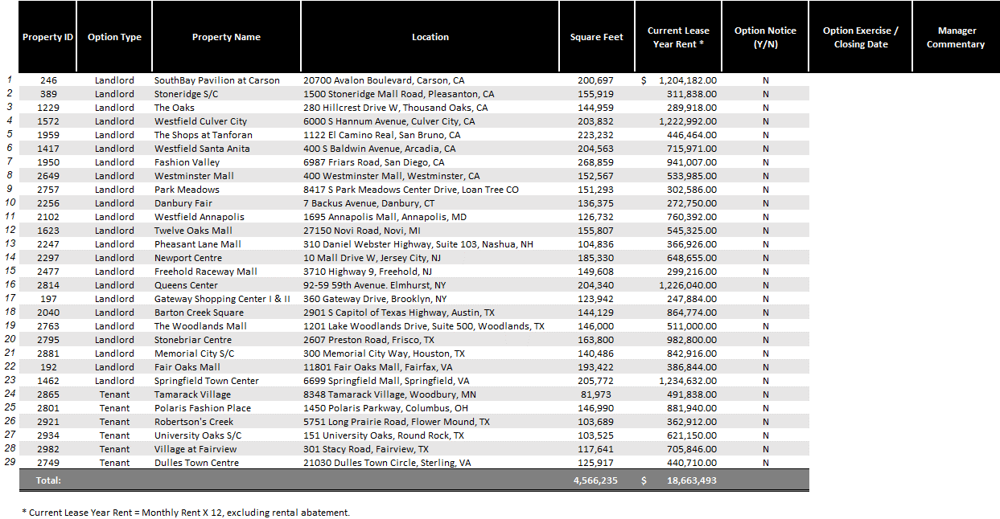 Property ID Option Type Property Name Location Square Feet Current Lease Year Rent * Option Notice (Y/N) Option Exercise / Closing Date Manager Commentary
1 246 Landlord SouthBay Pavilion at Carson 20700 Avalon Boulevard, Carson, CA 200,697 $ 1,204,182.00 N
2 389 Landlord Stoneridge S/C 1500 Stoneridge Mall Road, Pleasanton, CA 155,919 311,838.00 N
3 1229 Landlord The Oaks 280 Hillcrest Drive W, Thousand Oaks, CA 144,959 289,918.00 N
4 1572 Landlord Westfield Culver City 6000 S Hannum Avenue, Culver City, CA 203,832 1,222,992.00 N
5 1959 Landlord The Shops at Tanforan 1122 El Camino Real, San Bruno, CA 223,232 446,464.00 N
6 1417 Landlord Westfield Santa Anita 400 S Baldwin Avenue, Arcadia, CA 204,563 715,971.00 N
7 1950 Landlord Fashion Valley 6987 Friars Road, San Diego, CA 268,859 941,007.00 N
8 2649 Landlord Westminster Mall 400 Westminster Mall, Westminster, CA 152,567 533,985.00 N
9 2757 Landlord Park Meadows 8417 S Park Meadows Center Drive, Loan Tree CO 151,293 302,586.00 N
10 2256 Landlord Danbury Fair 7 Backus Avenue, Danbury, CT 136,375 272,750.00 N
11 2102 Landlord Westfield Annapolis 1695 Annapolis Mall, Annapolis, MD 126,732 760,392.00 N
12 1623 Landlord Twelve Oaks Mall 27150 Novi Road, Novi, MI 155,807 545,325.00 N
13 2247 Landlord Pheasant Lane Mall 310 Daniel Webster Highway, Suite 103, Nashua, NH 104,836 366,926.00 N
14 2297 Landlord Newport Centre 10 Mall Drive W, Jersey City, NJ 185,330 648,655.00 N
15 2477 Landlord Freehold Raceway Mall 3710 Highway 9, Freehold, NJ 149,608 299,216.00 N
16 2814 Landlord Queens Center 92-59 59th Avenue. Elmhurst, NY 204,340 1,226,040.00 N
17 197 Landlord Gateway Shopping Center I & II 360 Gateway Drive, Brooklyn, NY 123,942 247,884.00 N
18 2040 Landlord Barton Creek Square 2901 S Capitol of Texas Highway, Austin, TX 144,129 864,774.00 N
19 2763 Landlord The Woodlands Mall 1201 Lake Woodlands Drive, Suite 500, Woodlands, TX 146,000 511,000.00 N
20 2795 Landlord Stonebriar Centre 2607 Preston Road, Frisco, TX 163,800 982,800.00 N
21 2881 Landlord Memorial City S/C 300 Memorial City Way, Houston, TX 140,486 842,916.00 N
22 192 Landlord Fair Oaks Mall 11801 Fair Oaks Mall, Fairfax, VA 193,422 386,844.00 N
23 1462 Landlord Springfield Town Center 6699 Springfield Mall, Springfield, VA 205,772 1,234,632.00 N
24 2865 Tenant Tamarack Village 8348 Tamarack Village, Woodbury, MN 81,973 491,838.00 N
25 2801 Tenant Polaris Fashion Place 1450 Polaris Parkway, Columbus, OH 146,990 881,940.00 N
26 2921 Tenant Robertson's Creek 5751 Long Prairie Road, Flower Mound, TX 103,689 362,912.00 N
27 2934 Tenant University Oaks S/C 151 University Oaks, Round Rock, TX 103,525 621,150.00 N
28 2982 Tenant Village at Fairview 301 Stacy Road, Fairview, TX 117,641 705,846.00 N
29 2749 Tenant Dulles Town Centre 21030 Dulles Town Circle, Sterling, VA 125,917 440,710.00 N
Total: 4,566,235 $ 18,663,493
* Current Lease Year Rent = Monthly Rent X 12, excluding rental abatement.